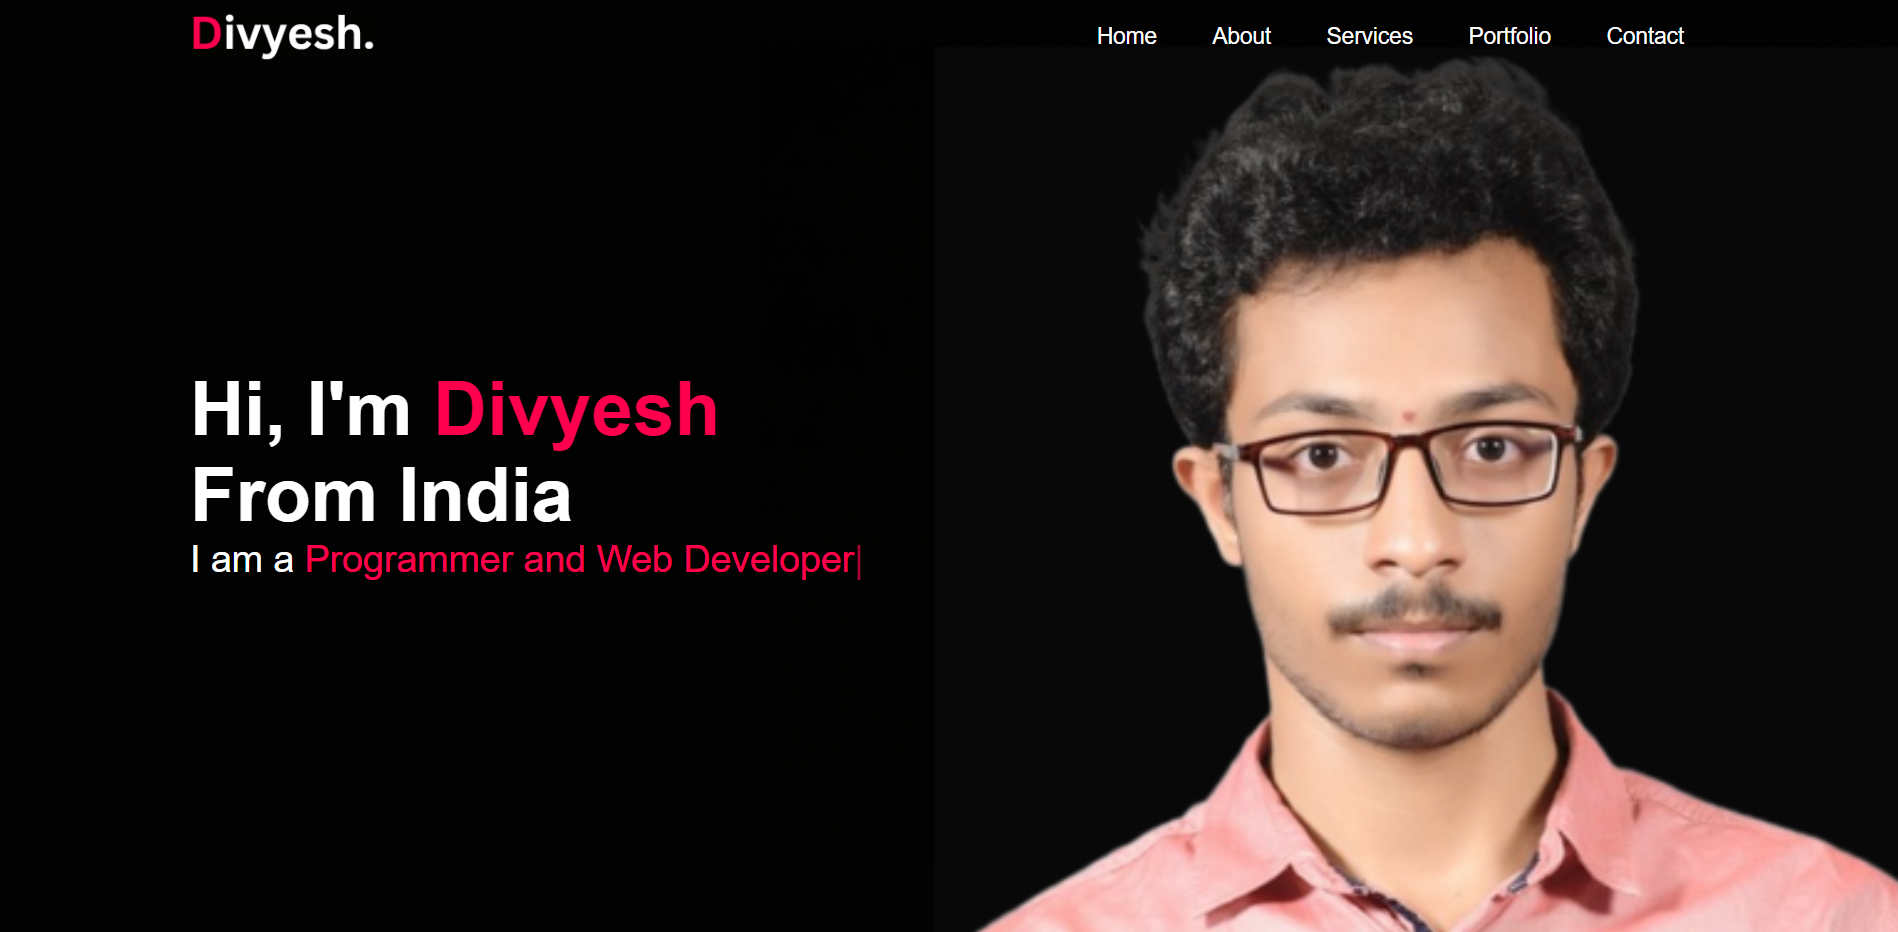 Divyesh.
Home About Services Portfolio Contact
Hi, I'm Divyesh
From India
I am a Programmer and Web Developer|